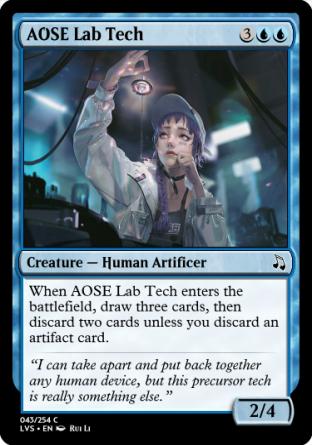 AOSE Lab Tech 3
Creature — Human Artificer
When AOSE Lab Tech enters the
battlefield, draw three cards, then
discard two cards unless you discard an
artifact card.
“I can take apart and put back together
any human device, but this precursor tech
is really something else.”
2/4
043/254 C
LVS • EN Rui Li